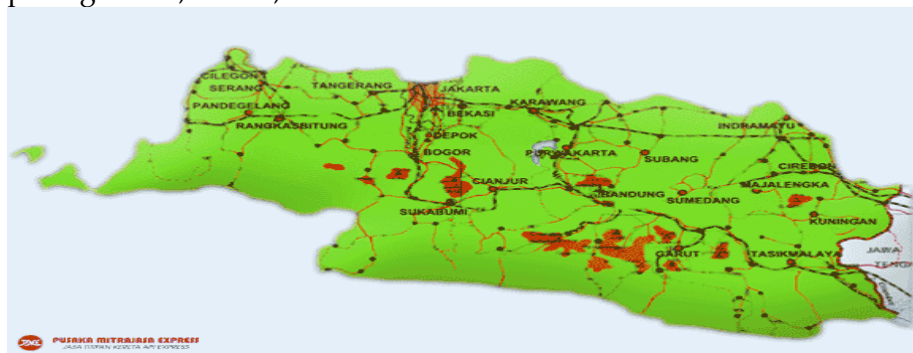 CILEGON
SERANG
TANGERANG
JAKARTA
PANDEGELANG
BEKASI
KARAWANG
RANGKASBITUNG
INDRAMAYU
DEPOK
BOGOR
PURWAKARTA
SUBANG
CIREBON
CIANJUR
BANDUNG
SUMEDANG
MAJALENGKA
SUKABUMI
KUNINGAN
GARUT
TASIKMALAYA
JAWA
TENG
PUSAKA MITRAJASA EXPRESS
JASA TITIPAN KERETA API EXPRESS